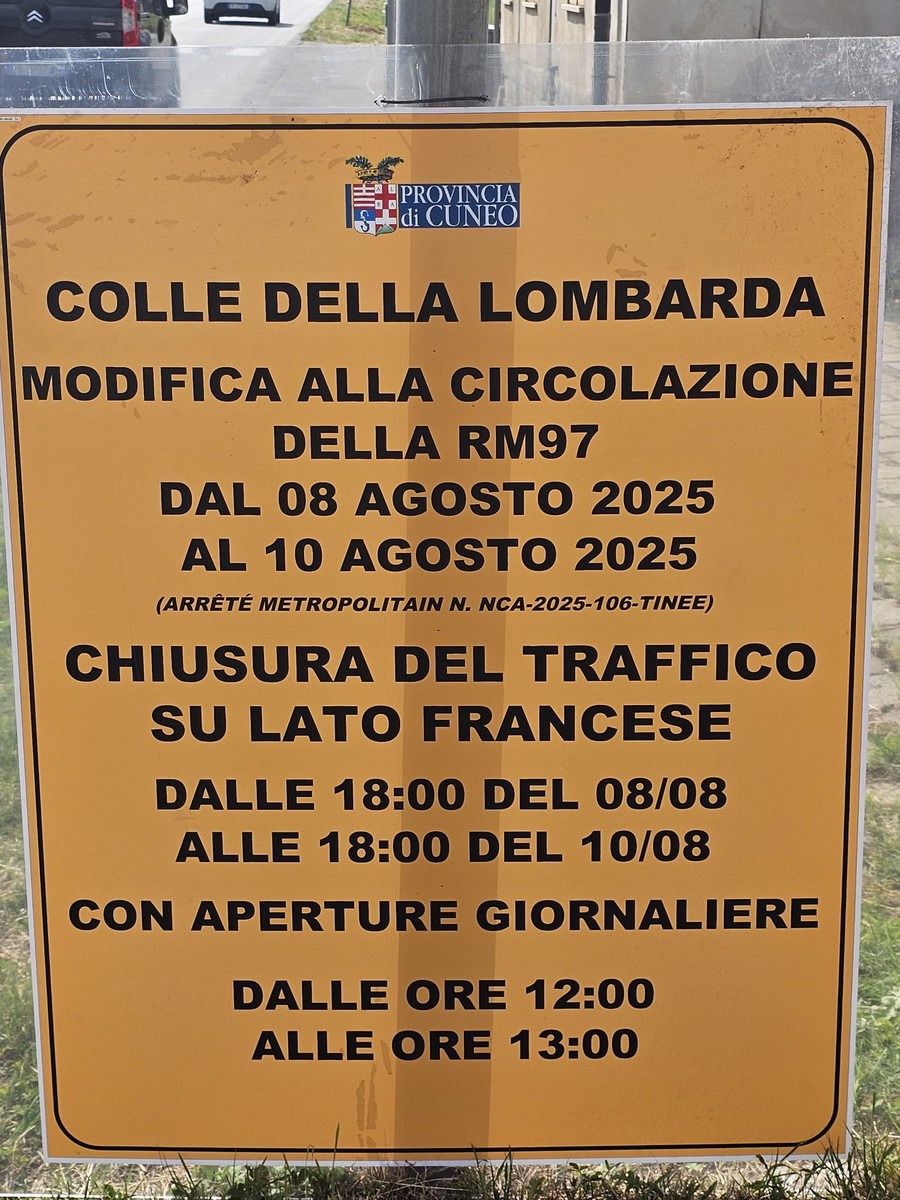 PROVINCIA
di CUNEO
COLLE DELLA LOMBARDA
MODIFICA ALLA CIRCOLAZIONE
DELLA RM97
DAL 08 AGOSTO 2025
AL 10 AGOSTO 2025
(ARRÊTÉ METROPOLITAIN N. NCA-2025-106-TINEE)
CHIUSURA DEL TRAFFICO
SU LATO FRANCESE
DALLE 18:00 DEL 08/08
ALLE 18:00 DEL 10/08
CON APERTURE GIORNALIERE
DALLE ORE 12:00
ALLE ORE 13:00